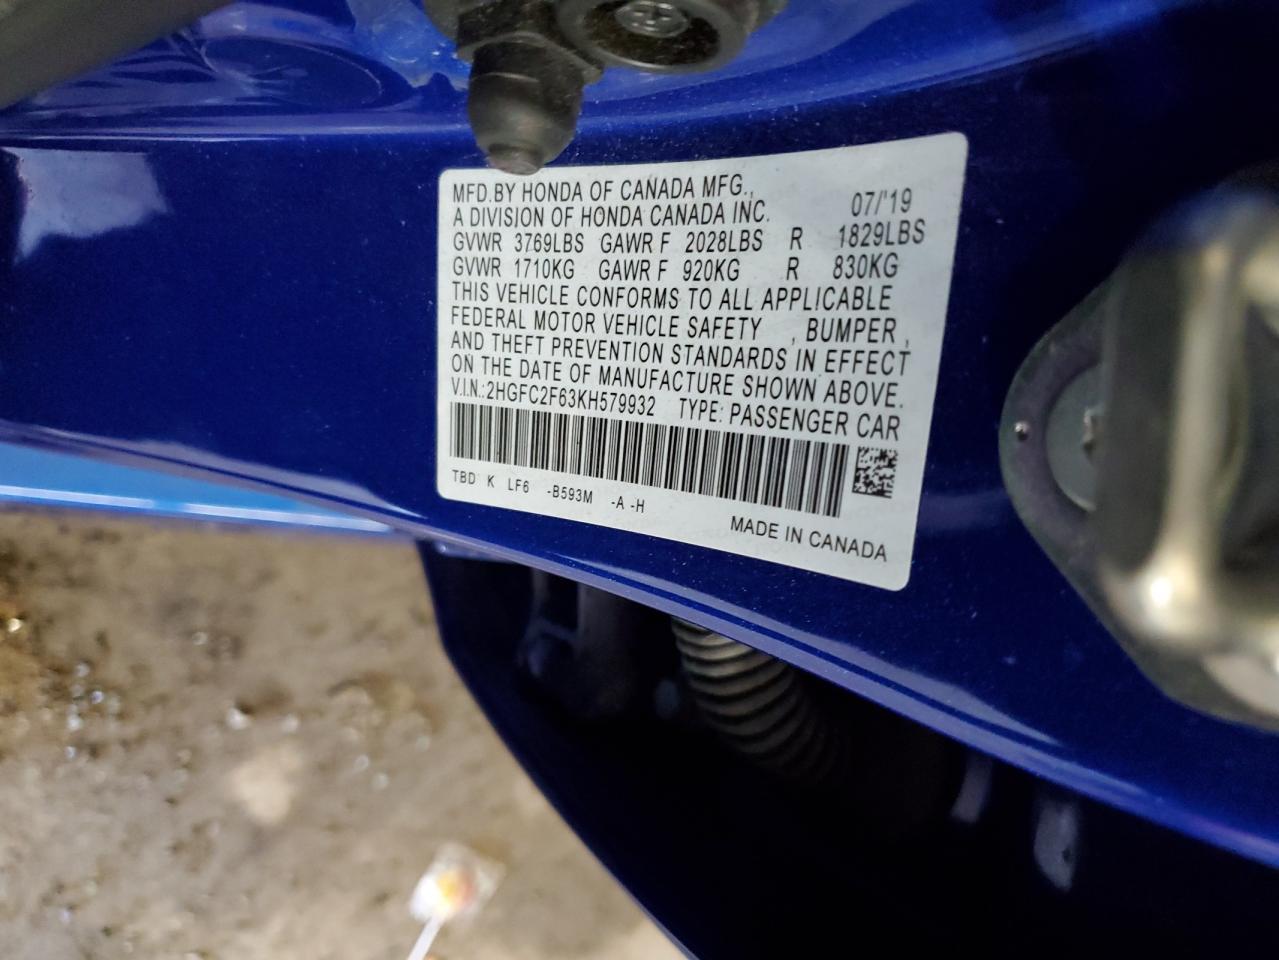 MFD.BY HONDA OF CANADA MFG.,
A DIVISION OF HONDA CANADA INC. 07/'19
GVWR 3769LBS GAWR F 2028LBS R 1829LBS
GVWR 1710KG GAWR F 920KG R 830KG
THIS VEHICLE CONFORMS TO ALL APPLICABLE
FEDERAL MOTOR VEHICLE SAFETY , BUMPER ,
AND THEFT PREVENTION STANDARDS IN EFFECT
ON THE DATE OF MANUFACTURE SHOWN ABOVE.
V.I.N.:2HGFC2F63KH579932 TYPE: PASSENGER CAR
TBD K LF6 -B593M -A -H
MADE IN CANADA